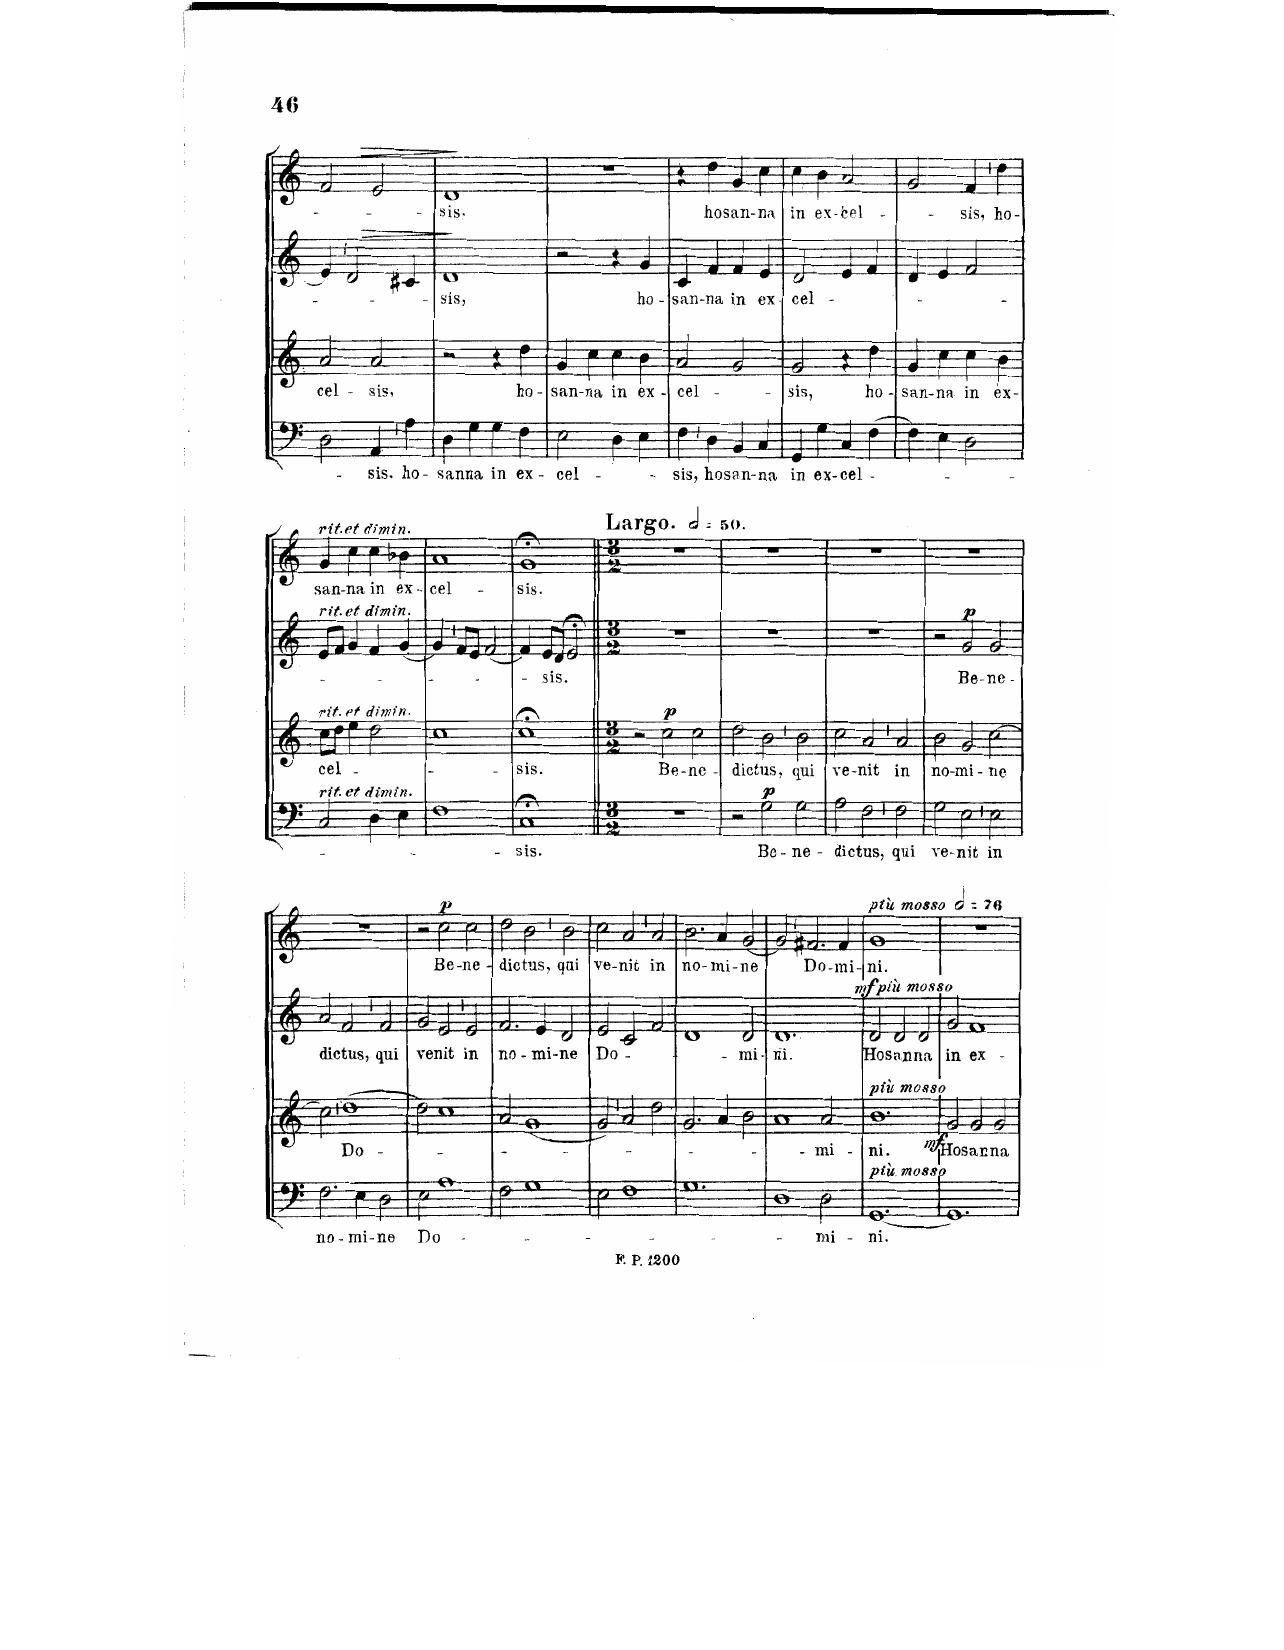 46
- - - sis. hosan-na in ex-cel - - sis, ho-
- - - sis, ho-san-na in ex-cel - - -
cel - sis, ho-san-na in ex-cel - - sis, ho-san-na in ex-
- sis. ho-sanna in ex-cel - - sis, hosan-na in ex-cel - - -
Largo. = 50.
rit. et dimin.
san-na in ex-cel - sis.
rit. et dimin.
p
- - - - - sis. Be-ne-
rit. et dimin.
p
cel - - - sis. Be-ne-dictus, qui ve-nit in no-mi-ne
rit. et dimin.
p
- - - sis. Be-ne-dictus, qui ve-nit in
più mosso = 76
p
Be-ne-dictus, qui ve-nit in no-mi-ne Do-mi-ni.
mf più mosso
dictus, qui venit in no-mi-ne Do - - mi-ni. Hosanna in ex -
più mosso
Do - - - - - - - mi - ni. mf Hosanna
più mosso
no-mi-ne Do - - - - - mi - ni.
F. P. 1200